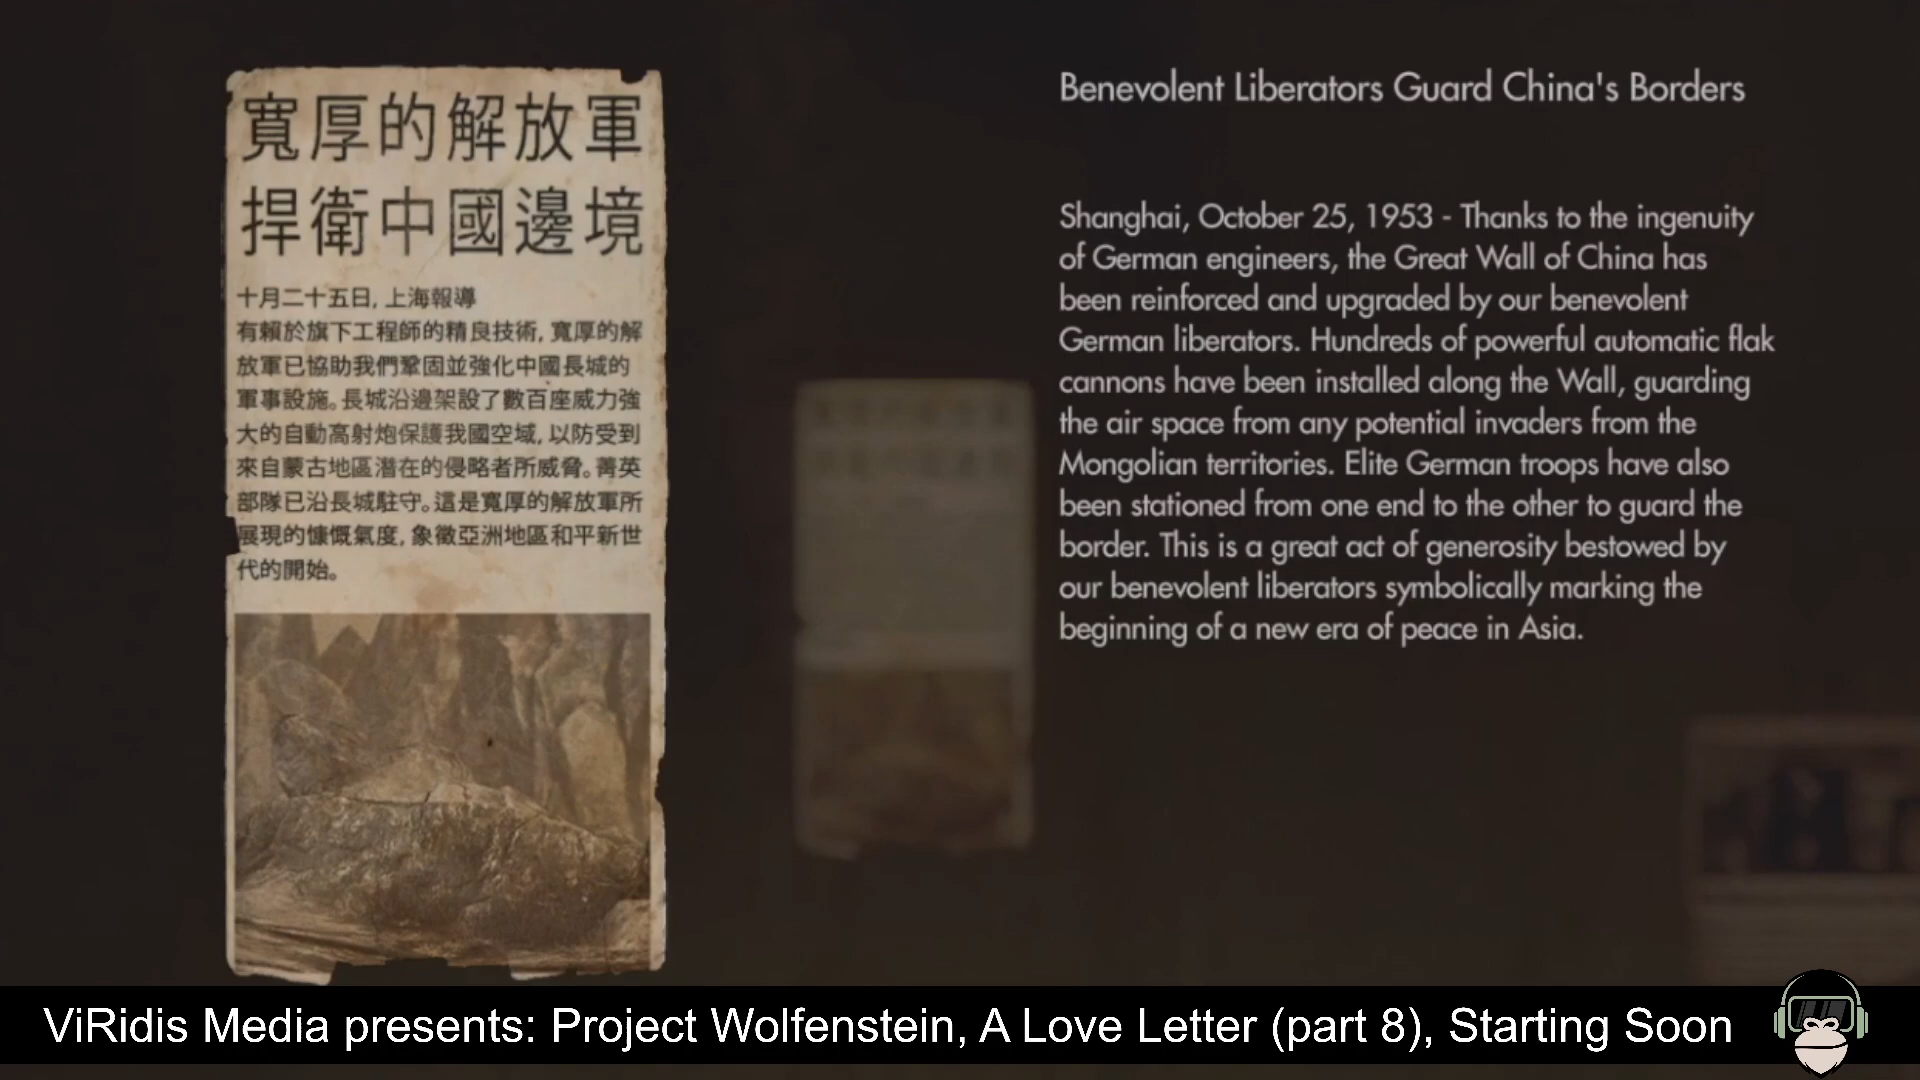 寬厚的解放軍
捍衛中國邊境
十月二十五日, 上海報導
有賴於旗下工程師的精良技術, 寬厚的解
放軍已協助我們鞏固並強化中國長城的
軍事設施。長城沿邊架設了數百座威力強
大的自動高射炮保護我國空域, 以防受到
來自蒙古地區潛在的侵略者所威脅。菁英
部隊已沿長城駐守。這是寬厚的解放軍所
展現的慷慨氣度, 象徵亞洲地區和平新世
代的開始。
Benevolent Liberators Guard China's Borders
Shanghai, October 25, 1953 - Thanks to the ingenuity
of German engineers, the Great Wall of China has
been reinforced and upgraded by our benevolent
German liberators. Hundreds of powerful automatic flak
cannons have been installed along the Wall, guarding
the air space from any potential invaders from the
Mongolian territories. Elite German troops have also
been stationed from one end to the other to guard the
border. This is a great act of generosity bestowed by
our benevolent liberators symbolically marking the
beginning of a new era of peace in Asia.
ViRidis Media presents: Project Wolfenstein, A Love Letter (part 8), Starting Soon